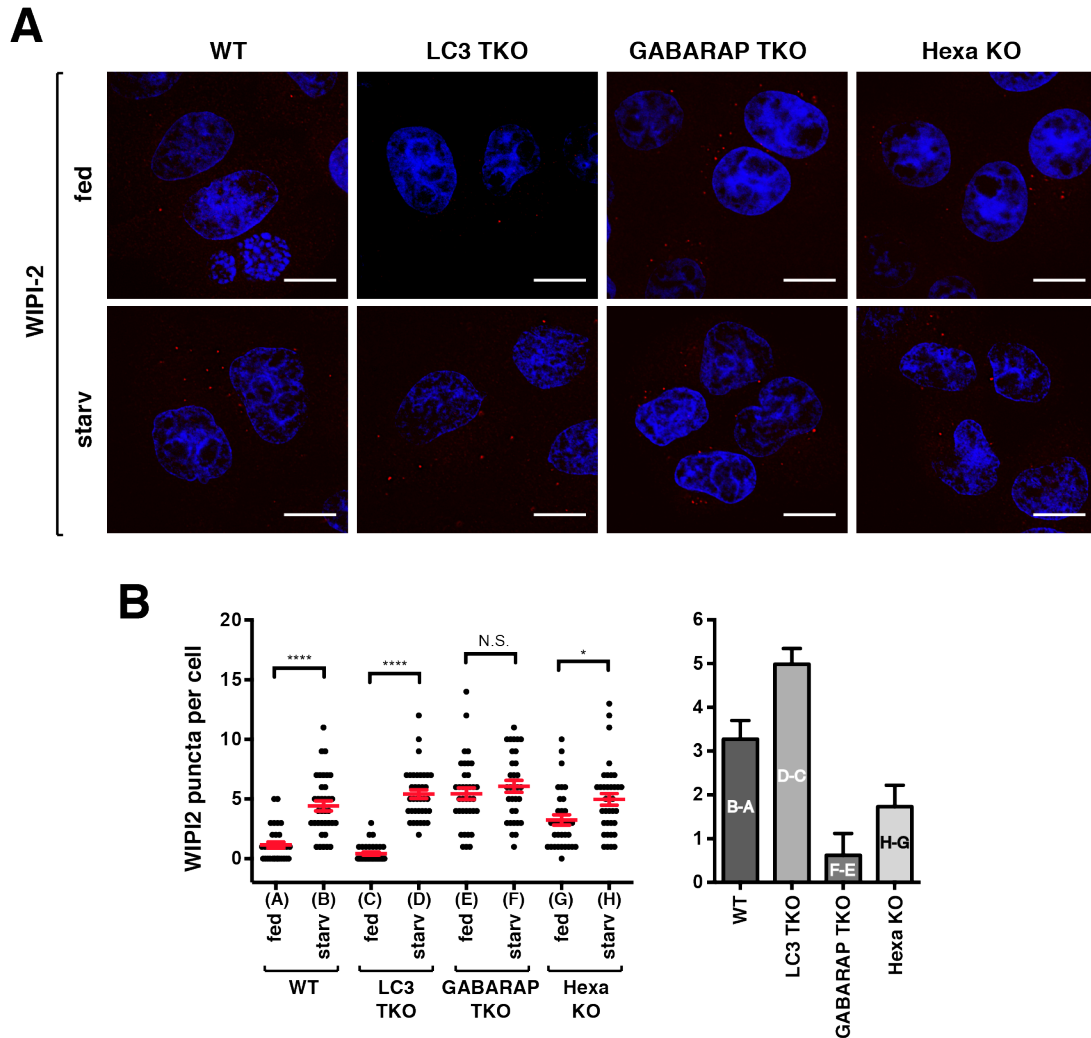 A
WT
LC3 TKO
GABARAP TKO
Hexa KO
WIPI-2
fed
starv
B
WIPI2 puncta per cell
20
15
10
5
0
****
****
N.S.
*
(A) (B) (C) (D) (E) (F) (G) (H)
fed starv fed starv fed starv fed starv
WT
LC3
TKO
GABARAP
TKO
Hexa
KO
6
5
4
3
2
1
0
B-A
D-C
F-E
H-G
WT
LC3 TKO
GABARAP TKO
Hexa KO